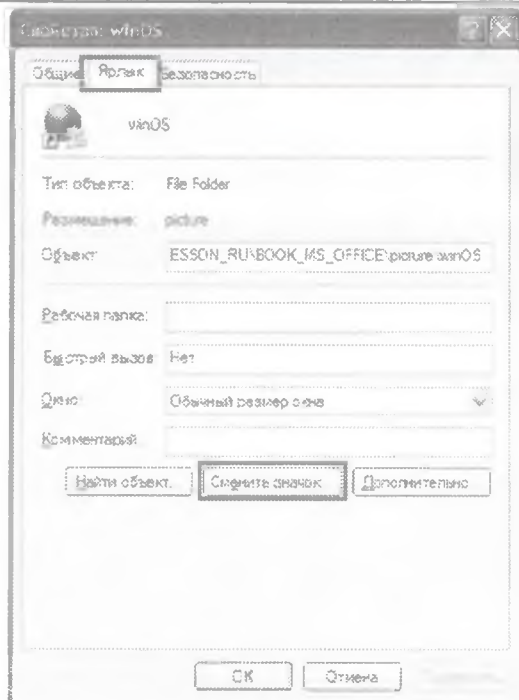 Свойства: winOS
Общие Ярлык Безопасность
winOS
Тип объекта: File Folder
Размещение: picture
Объект: ESSON_RU\BOOK_MS_OFFICE\picture\winOS
Рабочая папка:
Быстрый вызов: Нет
Окно: Обычный размер окна
Комментарий:
Найти объект... Сменить значок... Дополнительно...
OK Отмена